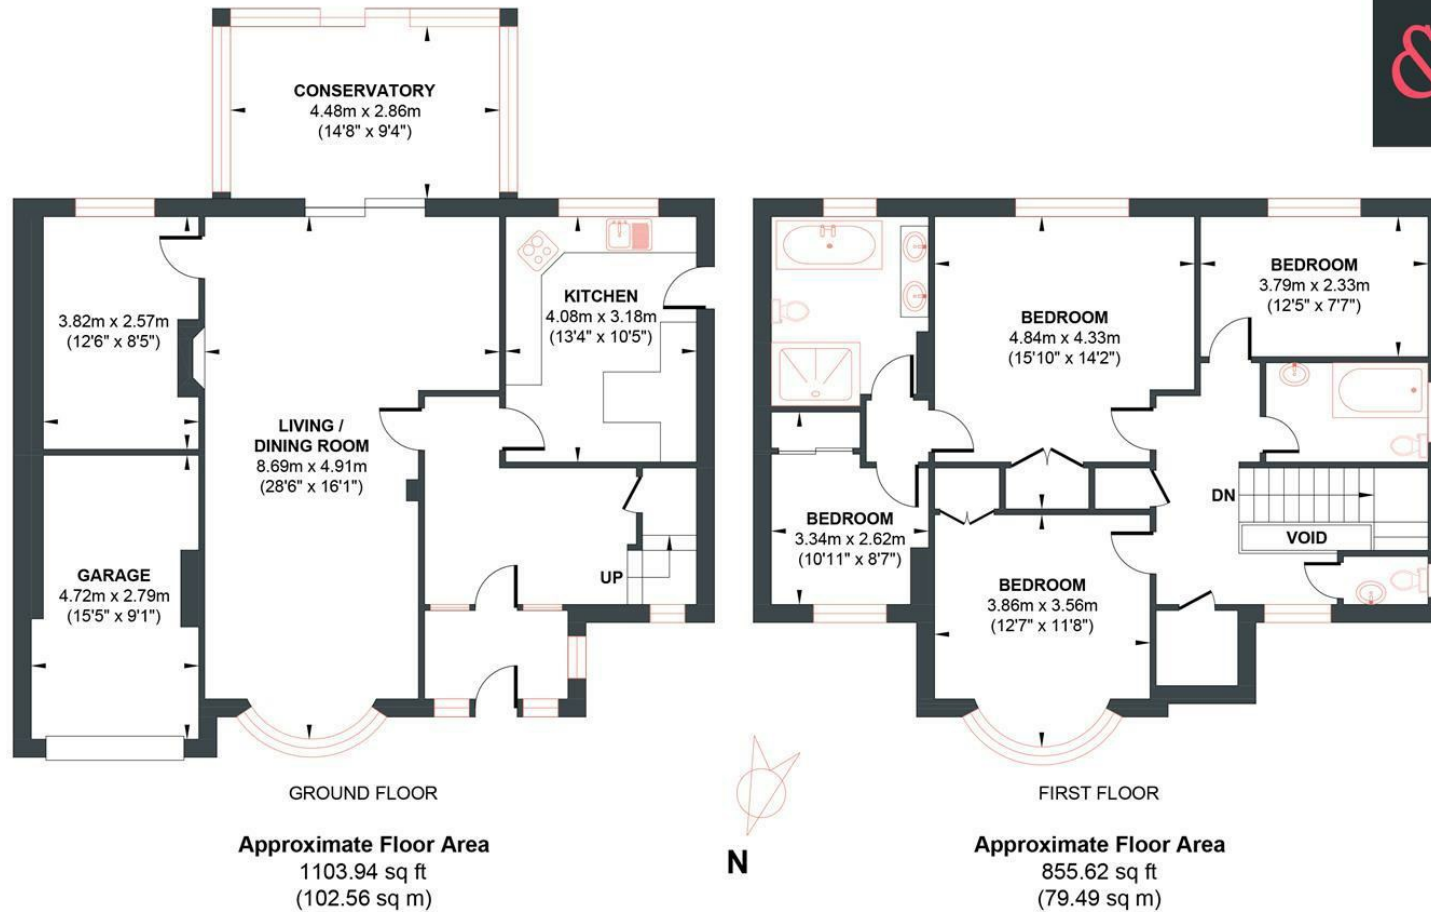 &
CONSERVATORY
4.48m x 2.86m
(14'8" x 9'4")
3.82m x 2.57m
(12'6" x 8'5")
KITCHEN
4.08m x 3.18m
(13'4" x 10'5")
LIVING /
DINING ROOM
8.69m x 4.91m
(28'6" x 16'1")
GARAGE
4.72m x 2.79m
(15'5" x 9'1")
UP
GROUND FLOOR
Approximate Floor Area
1103.94 sq ft
(102.56 sq m)
N
BEDROOM
4.84m x 4.33m
(15'10" x 14'2")
BEDROOM
3.79m x 2.33m
(12'5" x 7'7")
BEDROOM
3.34m x 2.62m
(10'11" x 8'7")
BEDROOM
3.86m x 3.56m
(12'7" x 11'8")
DN
VOID
FIRST FLOOR
Approximate Floor Area
855.62 sq ft
(79.49 sq m)